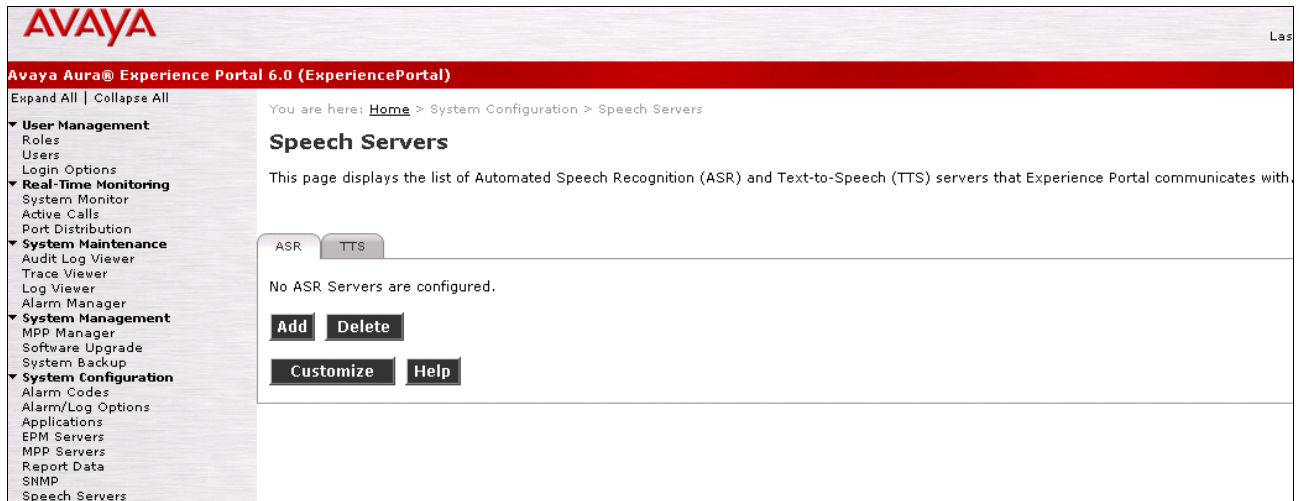 AVAYA
Las
Avaya Aura® Experience Portal 6.0 (ExperiencePortal)
Expand All | Collapse All
▼ User Management
Roles
Users
Login Options
▼ Real-Time Monitoring
System Monitor
Active Calls
Port Distribution
▼ System Maintenance
Audit Log Viewer
Trace Viewer
Log Viewer
Alarm Manager
▼ System Management
MPP Manager
Software Upgrade
System Backup
▼ System Configuration
Alarm Codes
Alarm/Log Options
Applications
EPM Servers
MPP Servers
Report Data
SNMP
Speech Servers
You are here: Home > System Configuration > Speech Servers
Speech Servers
This page displays the list of Automated Speech Recognition (ASR) and Text-to-Speech (TTS) servers that Experience Portal communicates with.
ASR TTS
No ASR Servers are configured.
Add Delete
Customize Help